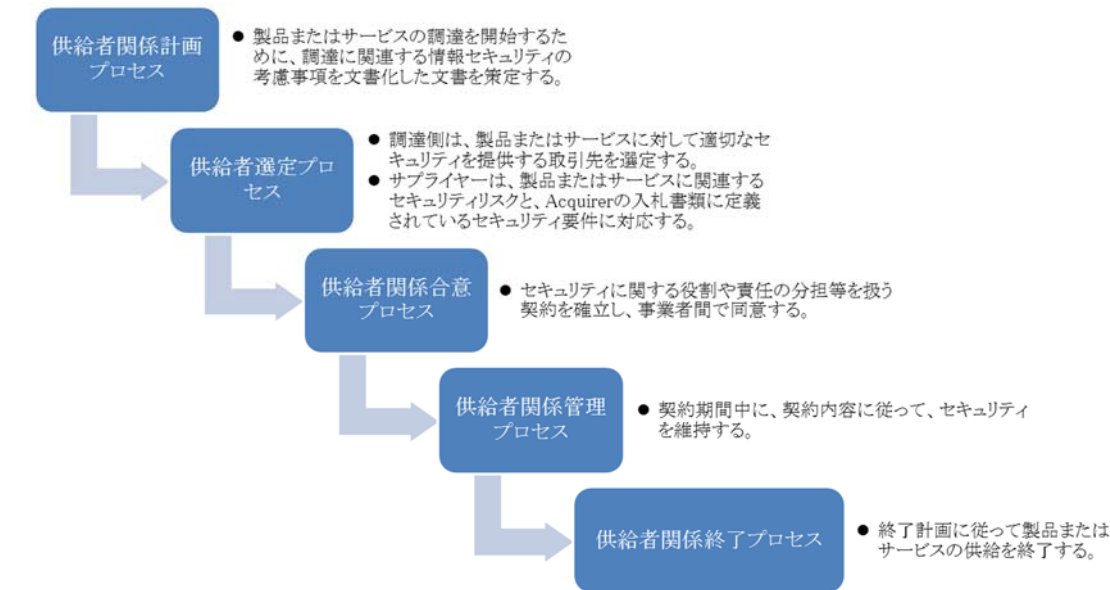 供給者関係計画
プロセス
● 製品またはサービスの調達を開始するた
めに、調達に関連する情報セキュリティの
考慮事項を文書化した文書を策定する。
供給者選定プロ
セス
● 調達側は、製品またはサービスに対して適切なセ
キュリティを提供する取引先を選定する。
● サプライヤーは、製品またはサービスに関連する
セキュリティリスクと、Acquirerの入札書類に定義
されているセキュリティ要件に対応する。
供給者関係合意
プロセス
● セキュリティに関する役割や責任の分担等を扱う
契約を確立し、事業者間で同意する。
供給者関係管理
プロセス
● 契約期間中に、契約内容に従って、セキュリティ
を維持する。
供給者関係終了プロセス
● 終了計画に従って製品または
サービスの供給を終了する。